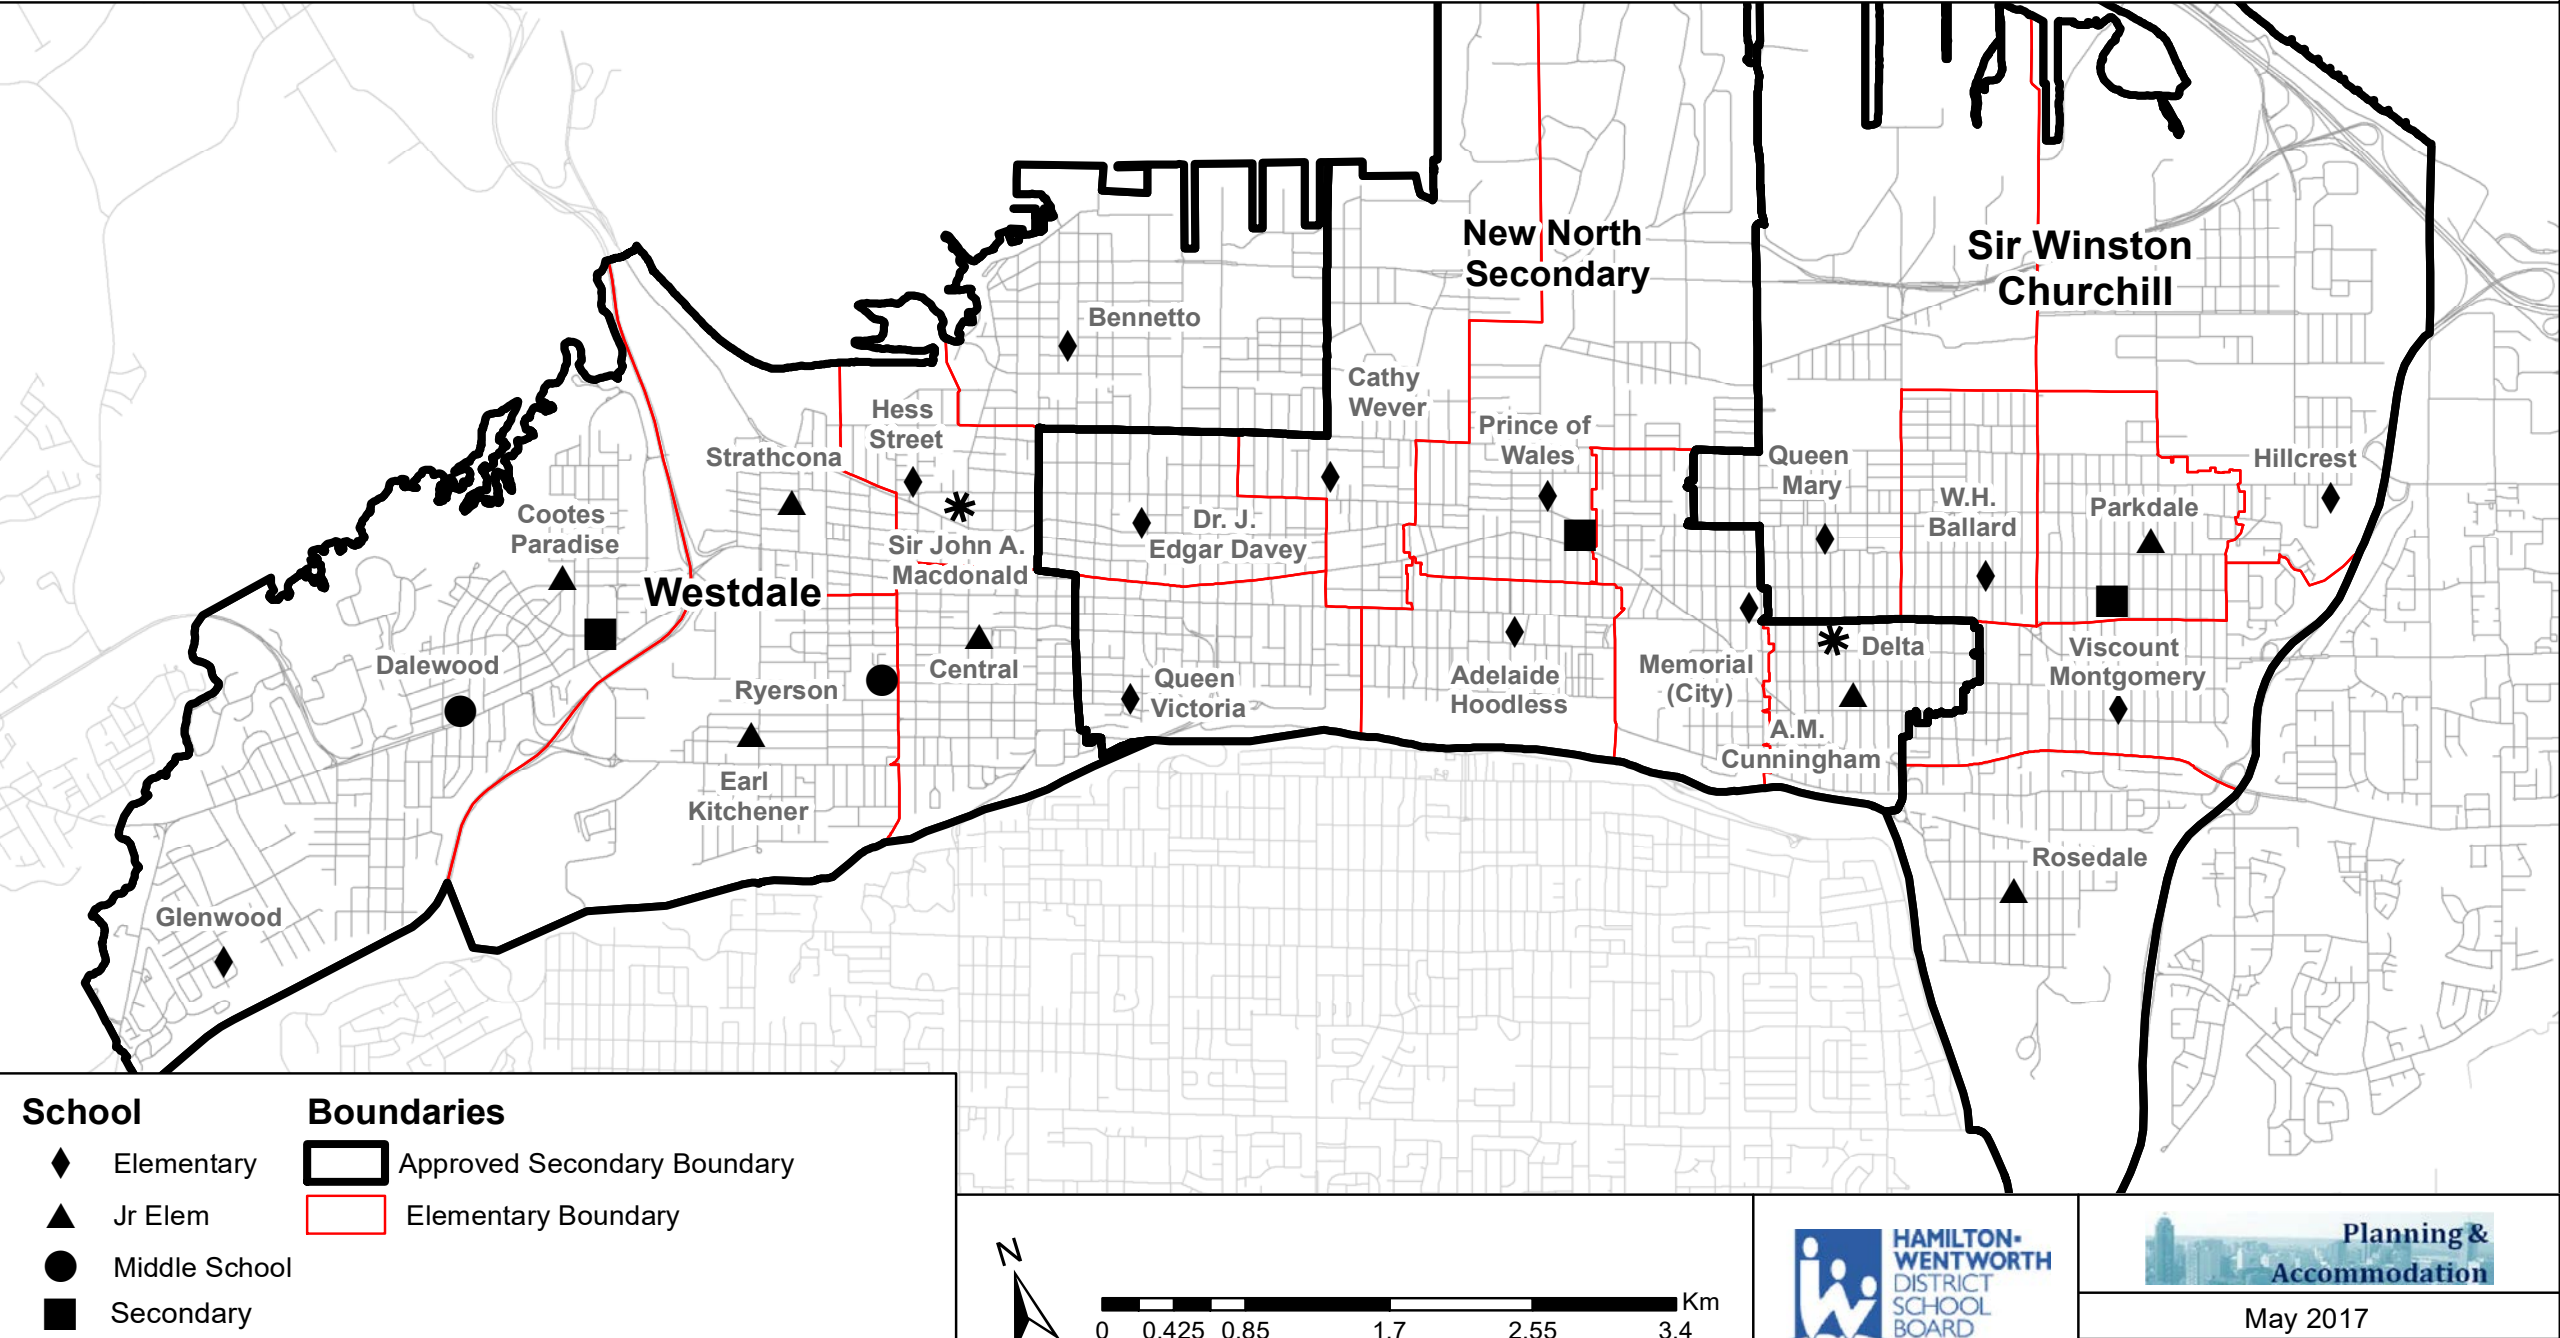 New North
Secondary
Sir Winston
Churchill
Bennetto
Cathy
Wever
Hess
Street
Strathcona
Prince of
Wales
Queen
Mary
Hillcrest
W.H.
Ballard
Parkdale
Cootes
Paradise
Dr. J.
Edgar Davey
Sir John A.
Macdonald
Westdale
Delta
Viscount
Montgomery
Dalewood
Central
Memorial
(City)
Adelaide
Hoodless
Ryerson
Queen
Victoria
A.M.
Cunningham
Earl
Kitchener
Rosedale
Glenwood
School
Boundaries
Elementary
Approved Secondary Boundary
Jr Elem
Elementary Boundary
Middle School
Secondary
N
Km
0 0.425 0.85 1.7 2.55 3.4
HAMILTON-
WENTWORTH
DISTRICT
SCHOOL
BOARD
Planning &
Accommodation
May 2017